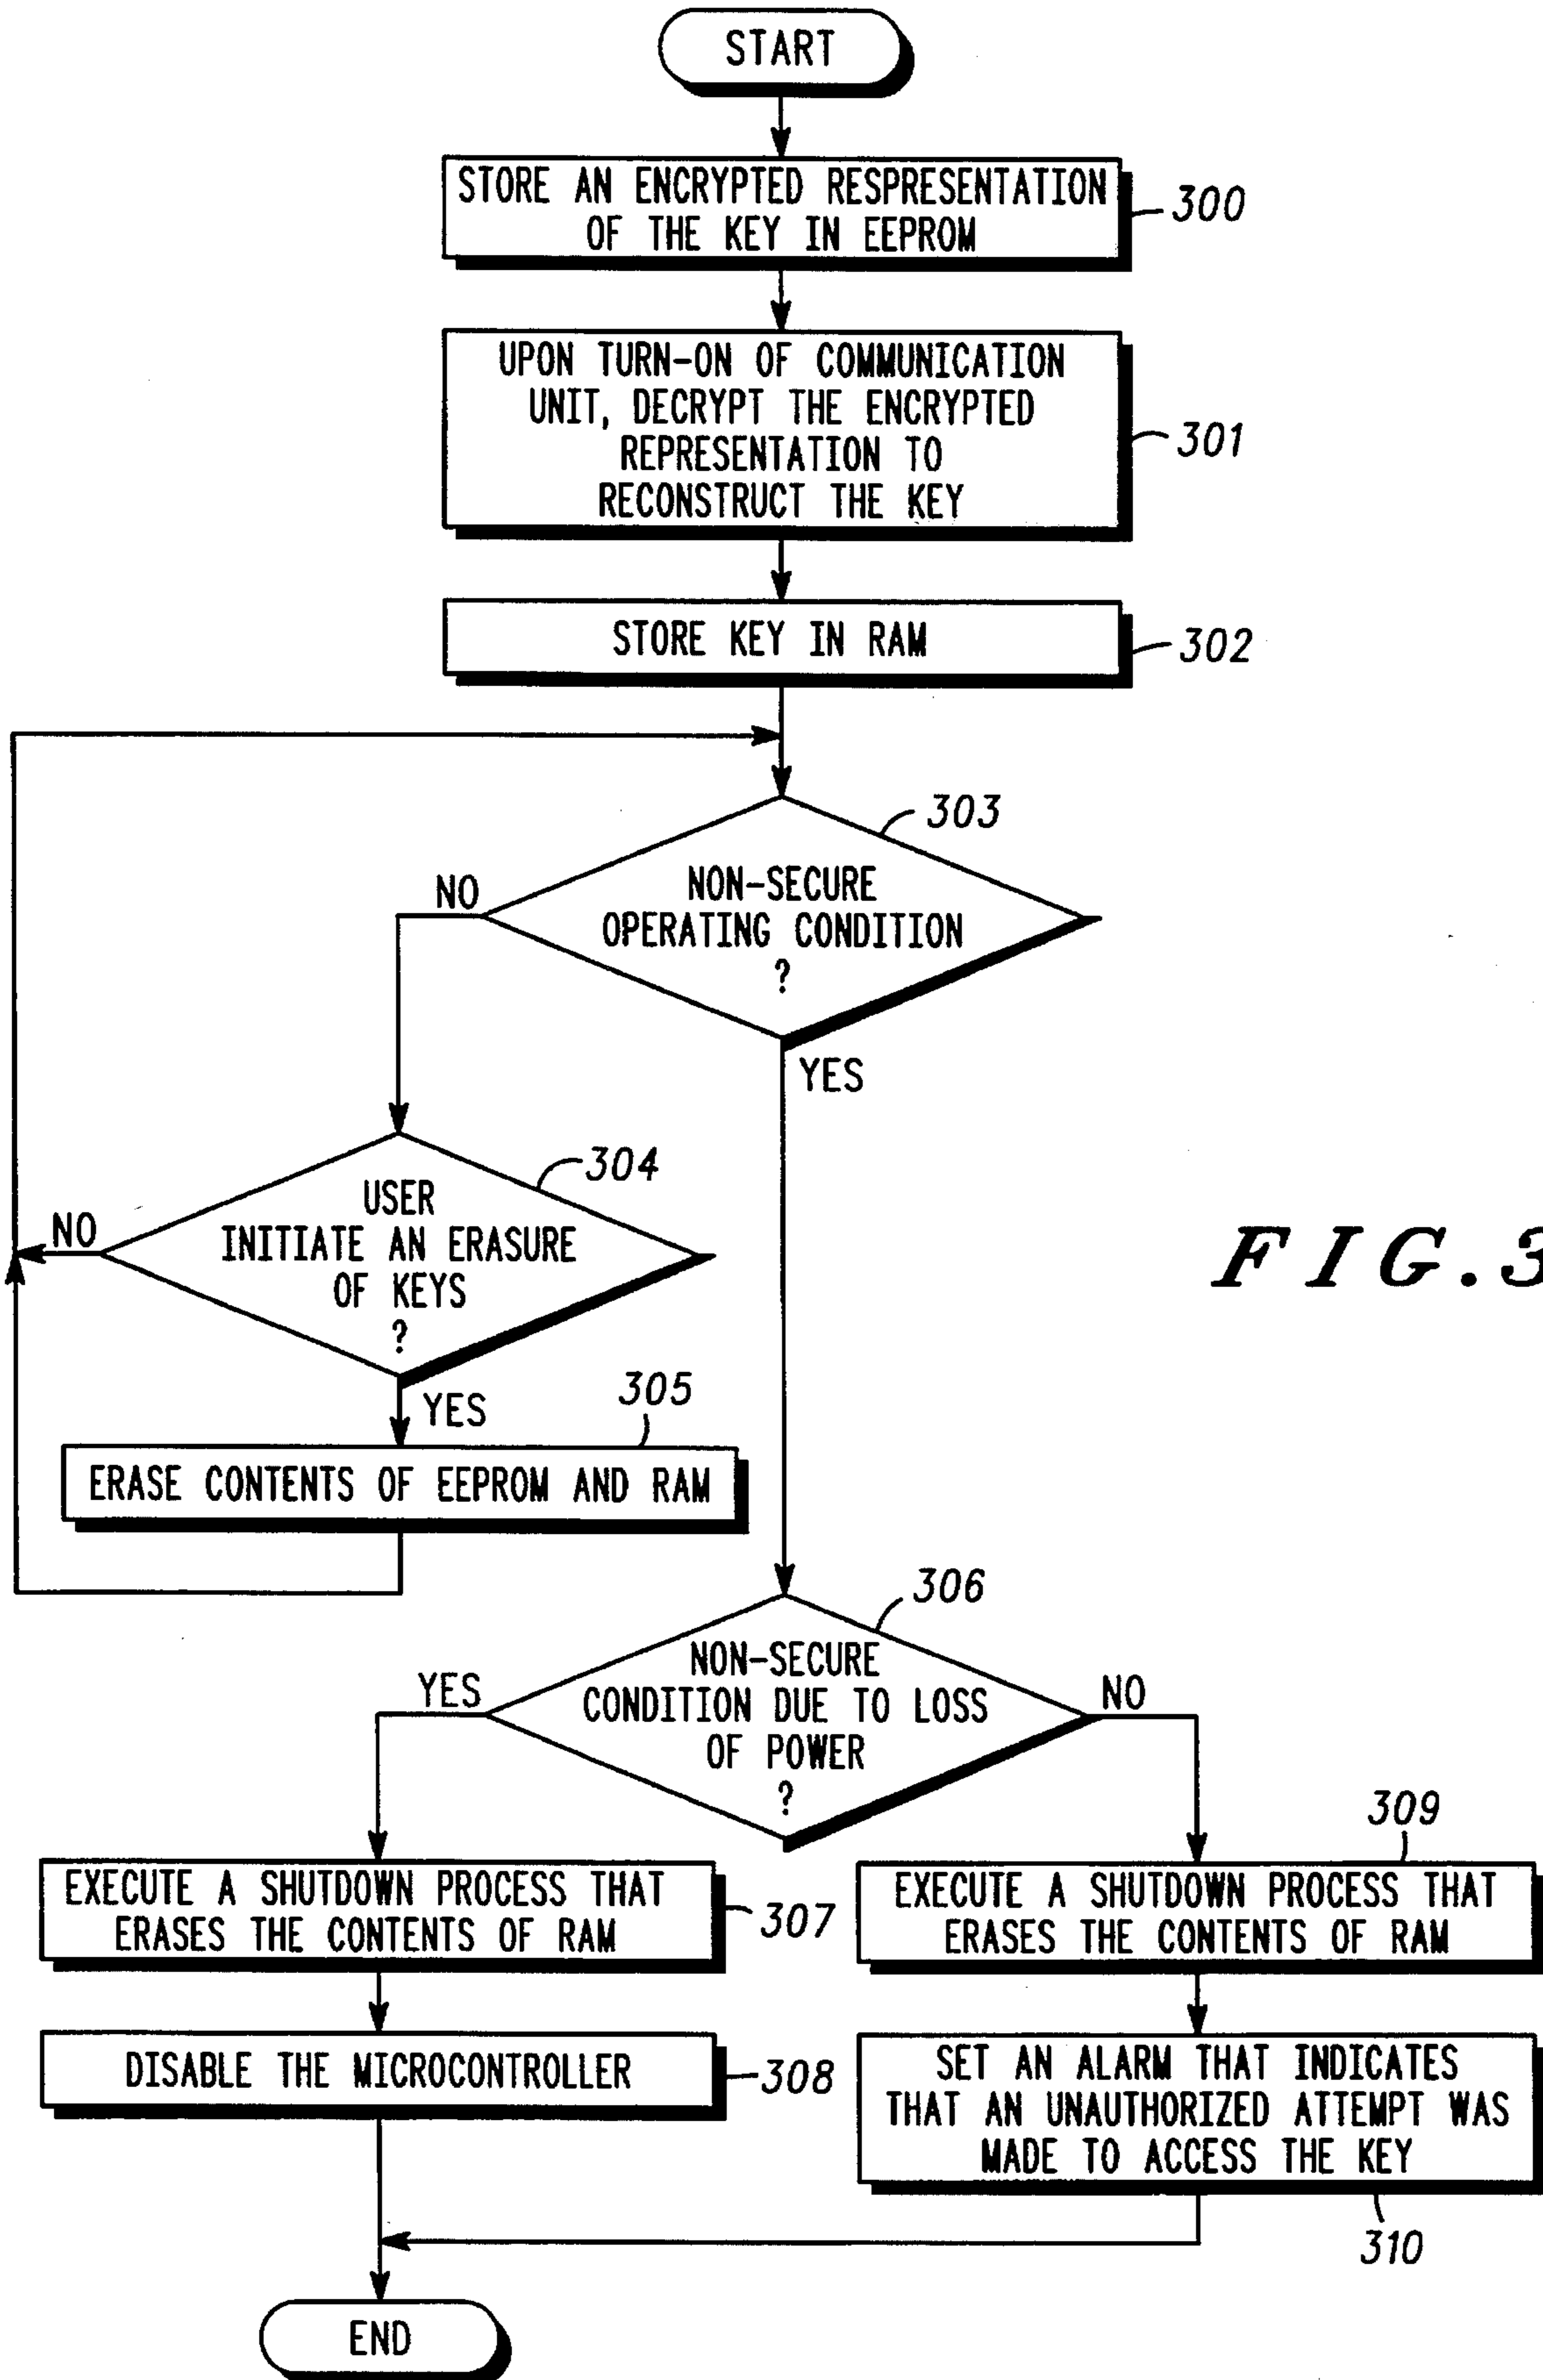 START
STORE AN ENCRYPTED RESPRESENTATION
OF THE KEY IN EEPROM
300
UPON TURN-ON OF COMMUNICATION
UNIT, DECRYPT THE ENCRYPTED
REPRESENTATION TO
RECONSTRUCT THE KEY
301
STORE KEY IN RAM
302
303
NON-SECURE
OPERATING CONDITION
?
NO
YES
304
USER
INITIATE AN ERASURE
OF KEYS
?
NO
YES
FIG.3
305
ERASE CONTENTS OF EEPROM AND RAM
306
NON-SECURE
CONDITION DUE TO LOSS
OF POWER
?
YES
NO
EXECUTE A SHUTDOWN PROCESS THAT
ERASES THE CONTENTS OF RAM
307
309
EXECUTE A SHUTDOWN PROCESS THAT
ERASES THE CONTENTS OF RAM
DISABLE THE MICROCONTROLLER
308
SET AN ALARM THAT INDICATES
THAT AN UNAUTHORIZED ATTEMPT WAS
MADE TO ACCESS THE KEY
310
END